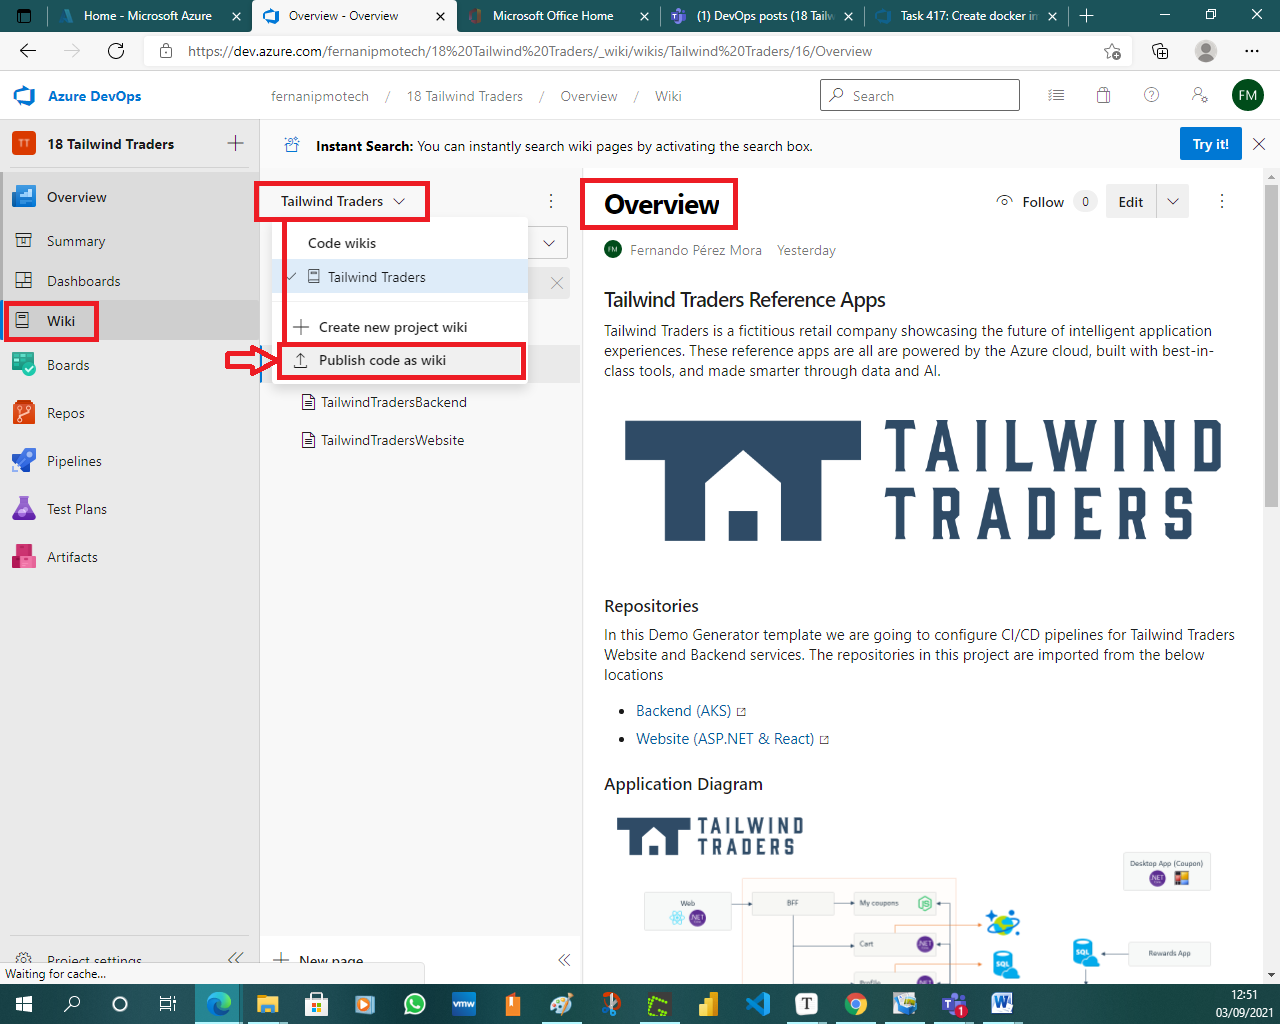 Home - Microsoft Azure
Overview - Overview
Microsoft Office Home
(1) DevOps posts (18 Tailw
Task 417: Create docker im
https://dev.azure.com/fernanipmotech/18%20Tailwind%20Traders/_wiki/wikis/Tailwind%20Traders/16/Overview
Azure DevOps
fernanipmotech / 18 Tailwind Traders / Overview / Wiki
Search
FM
TT
18 Tailwind Traders
Instant Search: You can instantly search wiki pages by activating the search box.
Try it!
Overview
Summary
Dashboards
Wiki
Boards
Repos
Pipelines
Test Plans
Artifacts
Project settings
Waiting for cache...
Tailwind Traders
Code wikis
Tailwind Traders
Create new project wiki
Publish code as wiki
TailwindTradersBackend
TailwindTradersWebsite
New page
Overview
Follow 0
Edit
FM Fernando Pérez Mora Yesterday
Tailwind Traders Reference Apps
Tailwind Traders is a fictitious retail company showcasing the future of intelligent application
experiences. These reference apps are all are powered by the Azure cloud, built with best-in-
class tools, and made smarter through data and AI.
TAILWIND
TRADERS
Repositories
In this Demo Generator template we are going to configure CI/CD pipelines for Tailwind Traders
Website and Backend services. The repositories in this project are imported from the below
locations
Backend (AKS)
Website (ASP.NET & React)
Application Diagram
TAILWIND
TRADERS
Desktop App (Coupon)
Web
BFF
My coupons
Cart
Profile
SQL
SQL
Rewards App
vmw
T
1
12:51
03/09/2021